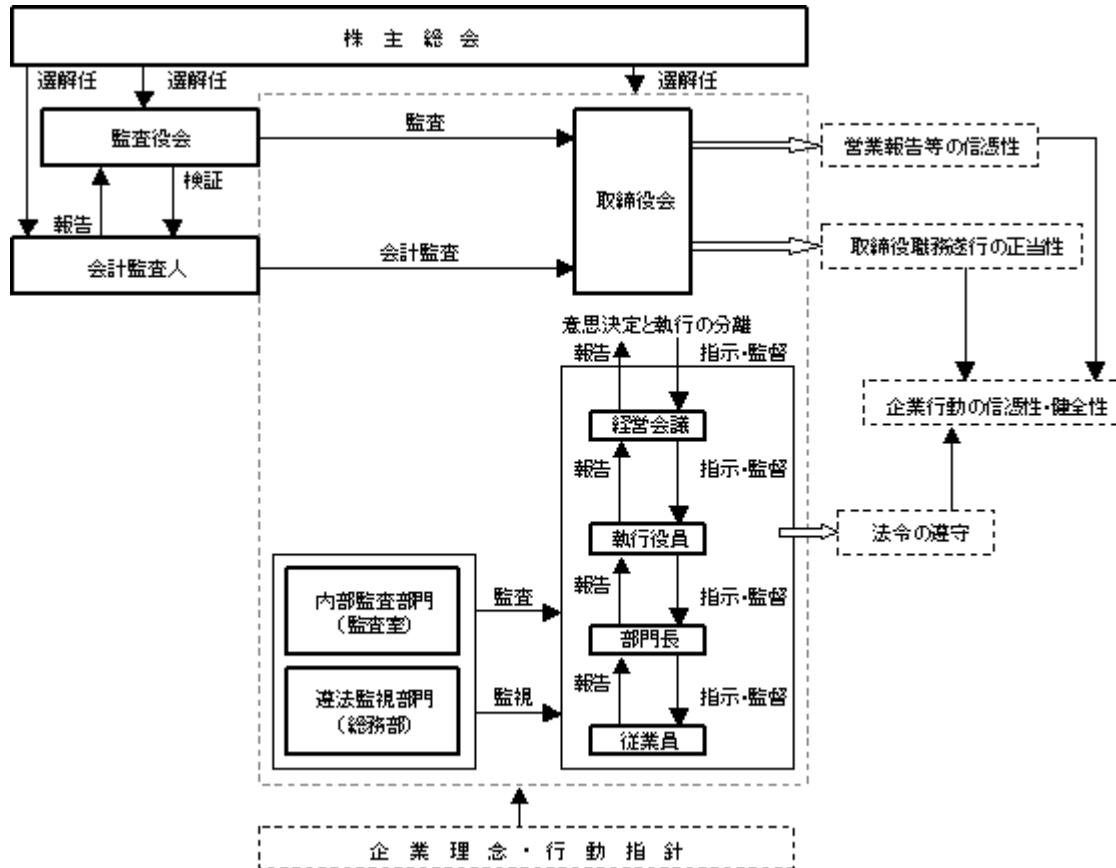 株主総会
選解任
選解任
選解任
監査役会
監査
営業報告等の信憑性
検証
取締役会
報告
会計監査
取締役職務遂行の正当性
会計監査人
意思決定と執行の分離
報告
指示・監督
経営会議
企業行動の信憑性・健全性
報告
指示・監督
執行役員
法令の遵守
内部監査部門
(監査室)
監査
報告
指示・監督
部門長
遵法監視部門
(総務部)
監視
報告
指示・監督
従業員
企業理念・行動指針